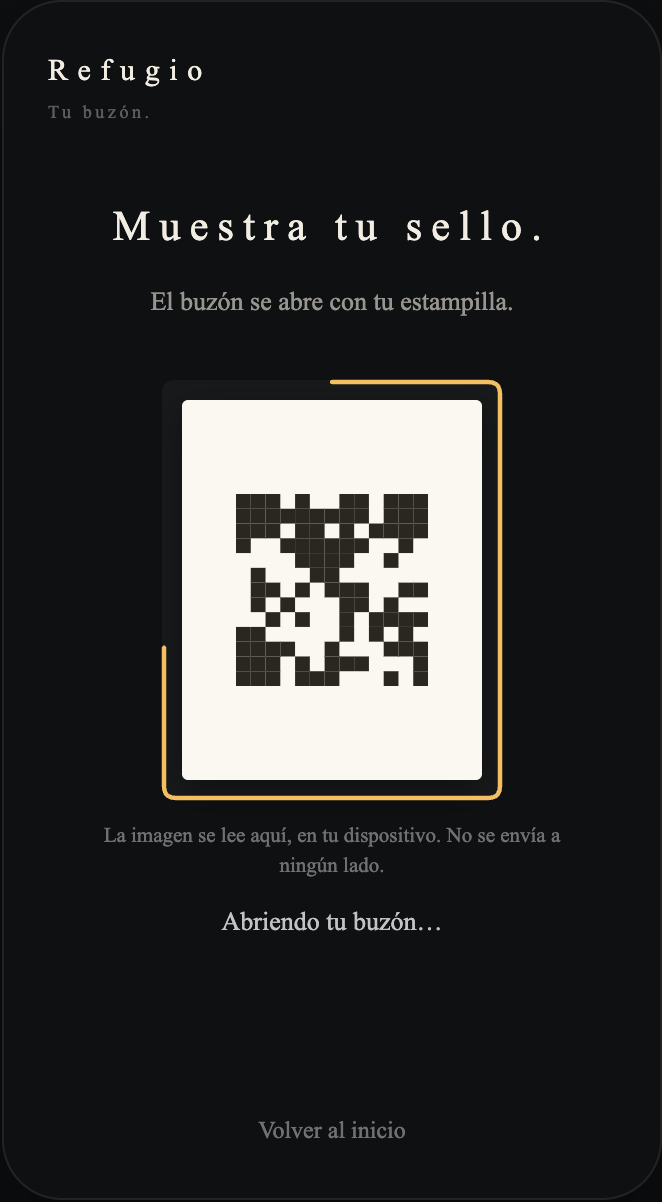 Refugio
Tu buzón.
Muestra tu sello.
El buzón se abre con tu estampilla.
La imagen se lee aquí, en tu dispositivo. No se envía a
ningún lado.
Abriendo tu buzón…
Volver al inicio